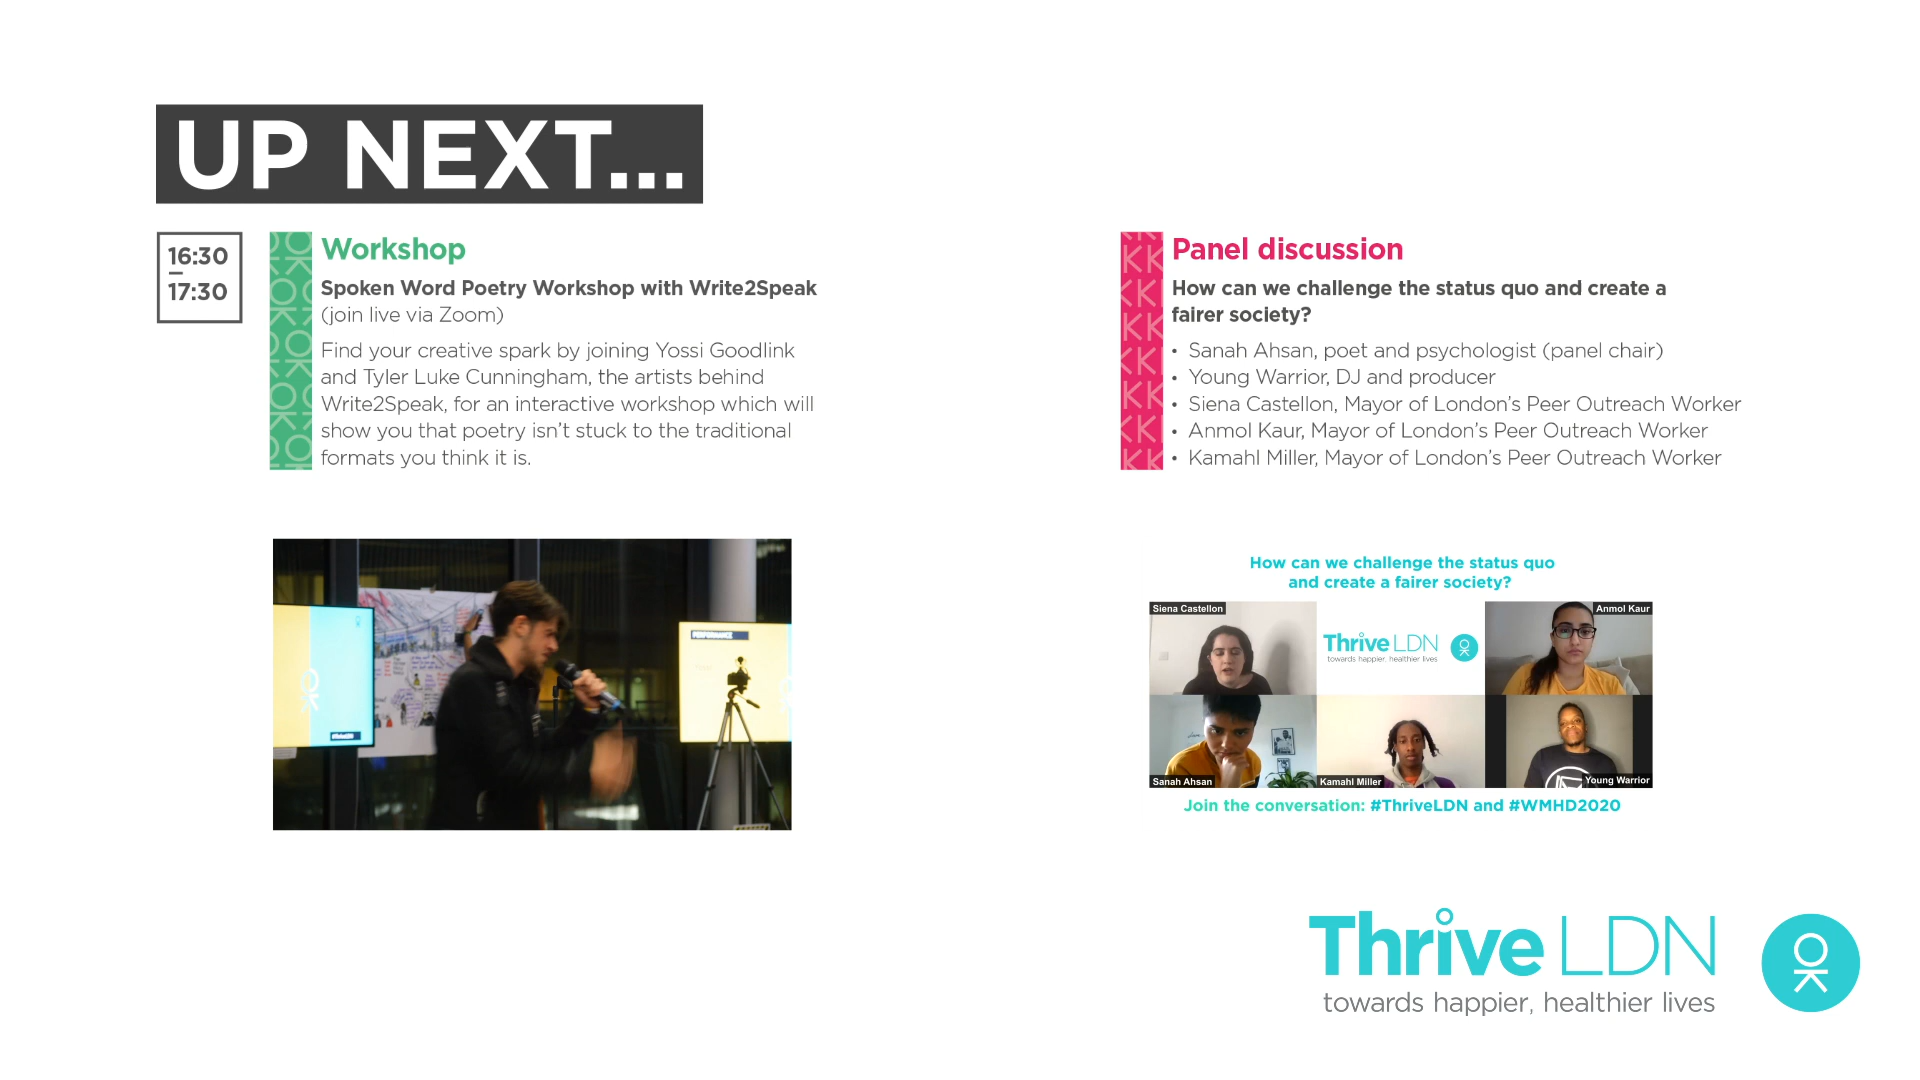 UP NEXT...
16:30
–
17:30
Workshop
Spoken Word Poetry Workshop with Write2Speak
(join live via Zoom)
Find your creative spark by joining Yossi Goodlink
and Tyler Luke Cunningham, the artists behind
Write2Speak, for an interactive workshop which will
show you that poetry isn’t stuck to the traditional
formats you think it is.
PERFORMANCE
Panel discussion
How can we challenge the status quo and create a
fairer society?
• Sanah Ahsan, poet and psychologist (panel chair)
• Young Warrior, DJ and producer
• Siena Castellon, Mayor of London’s Peer Outreach Worker
• Anmol Kaur, Mayor of London’s Peer Outreach Worker
• Kamahl Miller, Mayor of London’s Peer Outreach Worker
How can we challenge the status quo
and create a fairer society?
Siena Castellon
Thrive LDN
towards happier, healthier lives
OK
Anmol Kaur
Sanah Ahsan
Kamahl Miller
Young Warrior
Join the conversation: #ThriveLDN and #WMHD2020
Thrive LDN
towards happier, healthier lives
OK